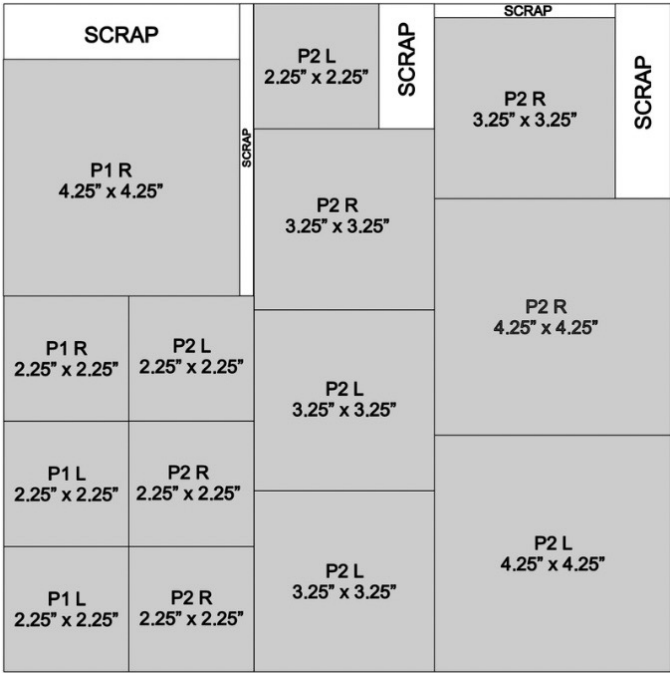 SCRAP
P1 R
4.25” x 4.25”
SCRAP
P1 R
2.25” x 2.25”
P2 L
2.25” x 2.25”
P1 L
2.25” x 2.25”
P2 R
2.25” x 2.25”
P1 L
2.25” x 2.25”
P2 R
2.25” x 2.25”
P2 L
2.25” x 2.25”
SCRAP
P2 R
3.25” x 3.25”
P2 L
3.25” x 3.25”
P2 L
3.25” x 3.25”
SCRAP
P2 R
3.25” x 3.25”
SCRAP
P2 R
4.25” x 4.25”
P2 L
4.25” x 4.25”